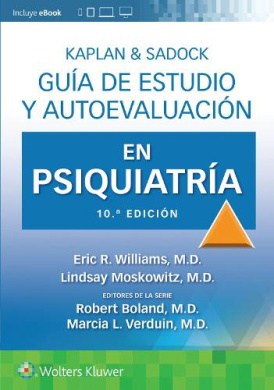 Incluye eBook
KAPLAN & SADOCK
GUÍA DE ESTUDIO
Y AUTOEVALUACIÓN
EN
PSIQUIATRÍA
10.ª EDICIÓN
Eric R. Williams, M.D.
Lindsay Moskowitz, M.D.
EDITORES DE LA SERIE
Robert Boland, M.D.
Marcia L. Verduin, M.D.
Wolters Kluwer